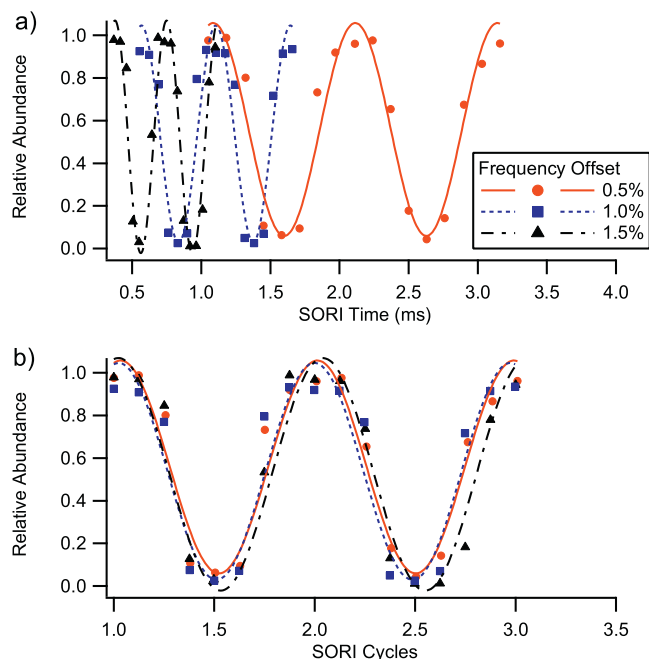 a)
Relative Abundance
1.0
0.8
0.6
0.4
0.2
0.0
0.5 1.0 1.5 2.0 2.5 3.0 3.5 4.0
SORI Time (ms)
Frequency Offset
0.5%
1.0%
1.5%
b)
Relative Abundance
1.0
0.8
0.6
0.4
0.2
0.0
1.0 1.5 2.0 2.5 3.0 3.5
SORI Cycles